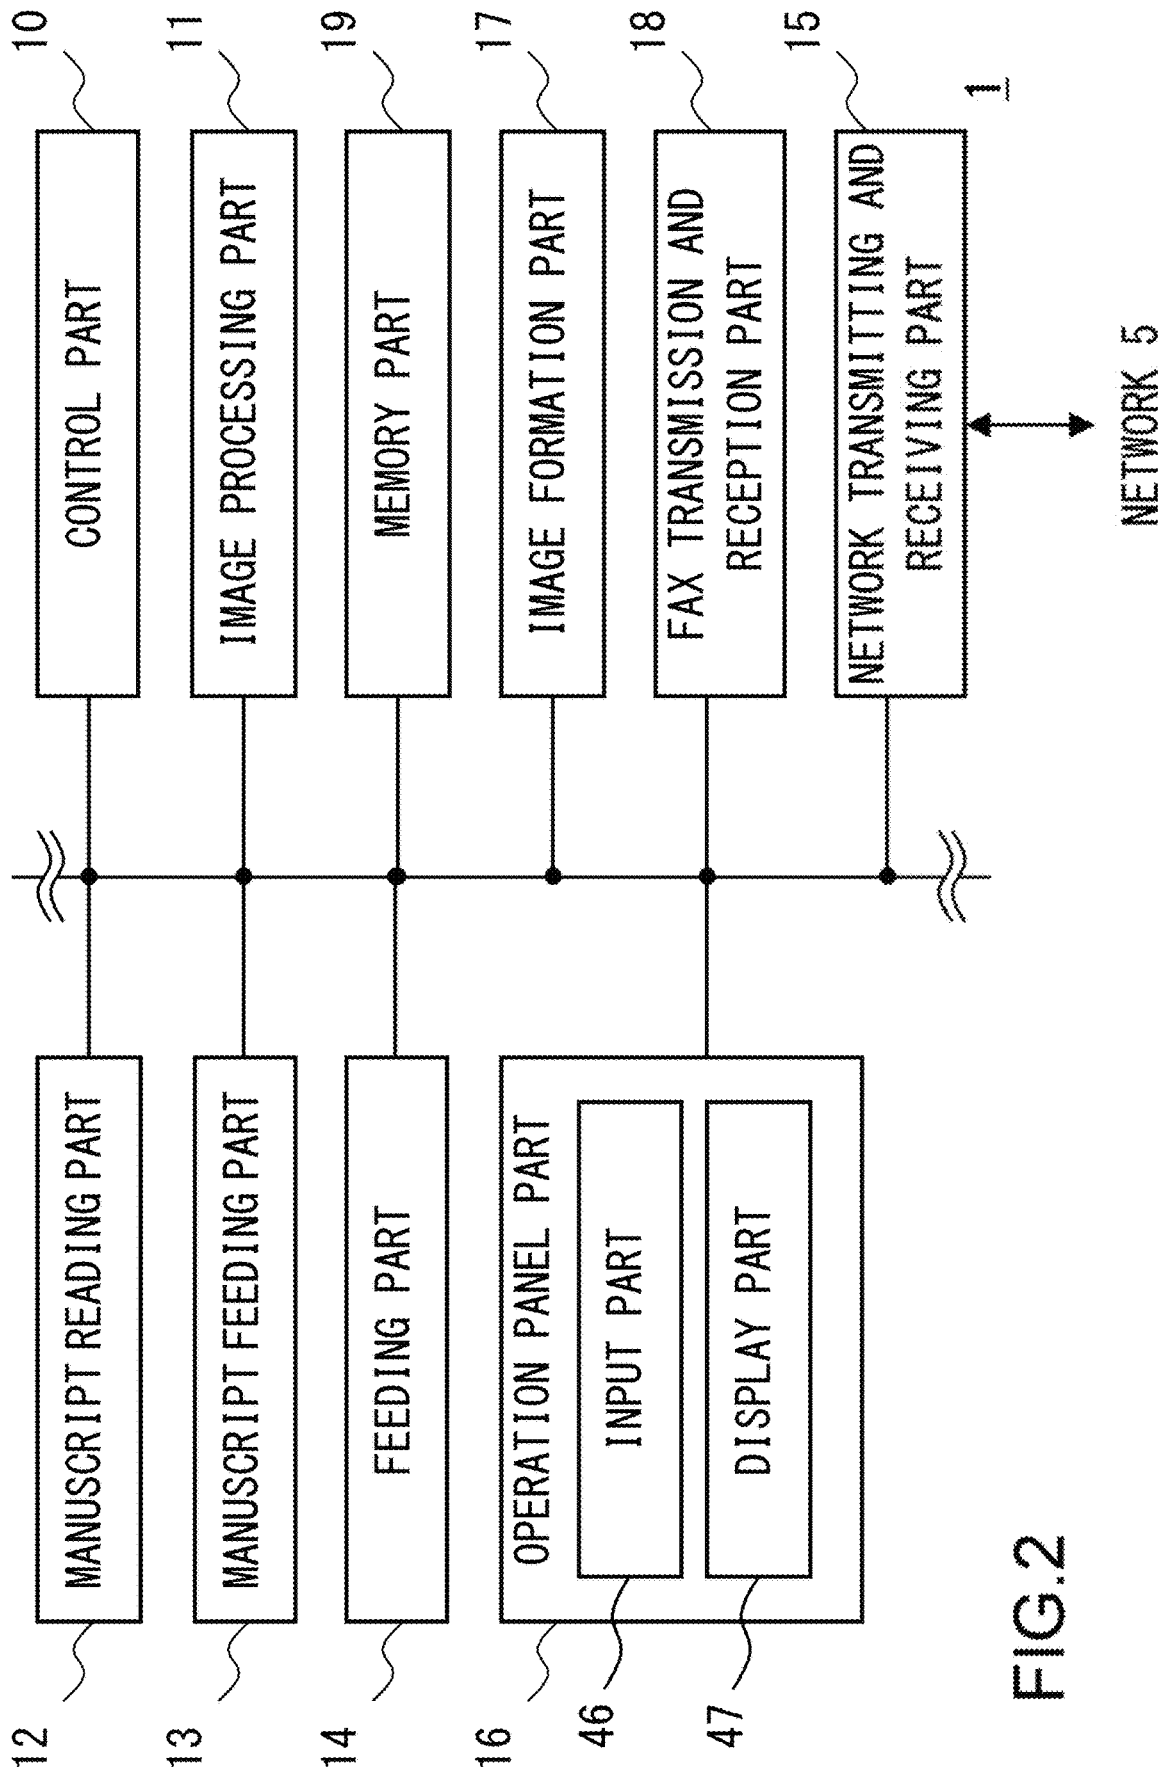 12
MANUSCRIPT READING PART
CONTROL PART
10
13
MANUSCRIPT FEEDING PART
IMAGE PROCESSING PART
11
14
FEEDING PART
MEMORY PART
19
16
OPERATION PANEL PART
46
INPUT PART
47
DISPLAY PART
IMAGE FORMATION PART
17
FAX TRANSMISSION AND
RECEPTION PART
18
NETWORK TRANSMITTING AND
RECEIVING PART
15
1
NETWORK 5
FIG.2